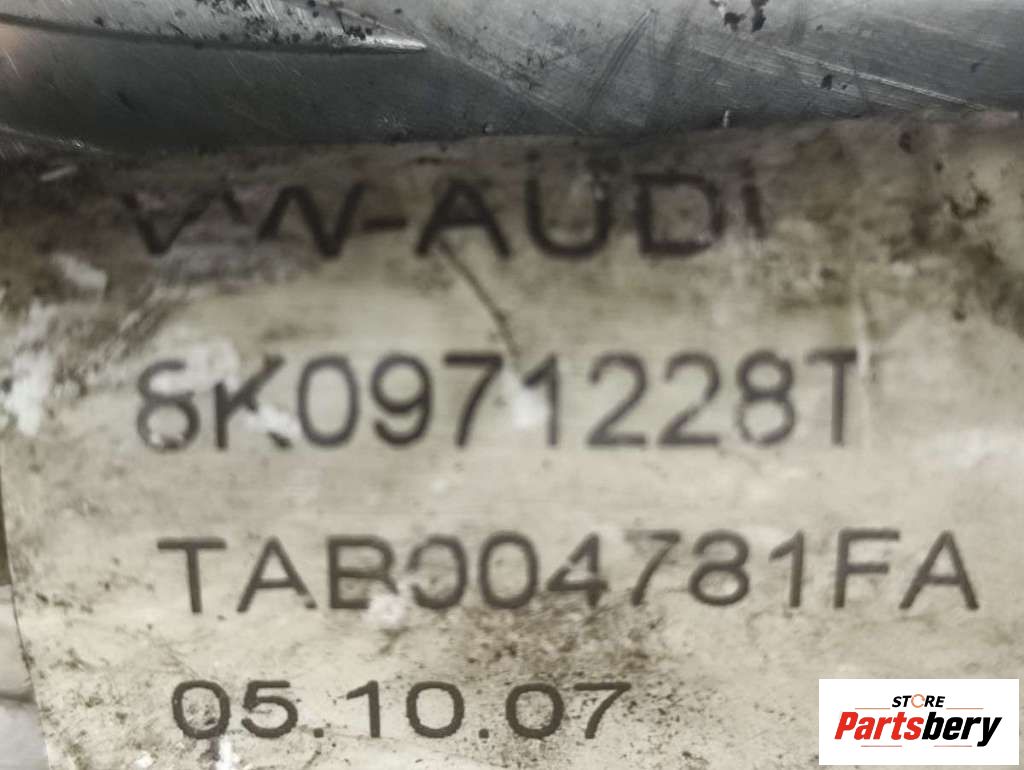 VW-AUDI
8K0971228T
TAB004781FA
05.10.07
STORE
Partsbery